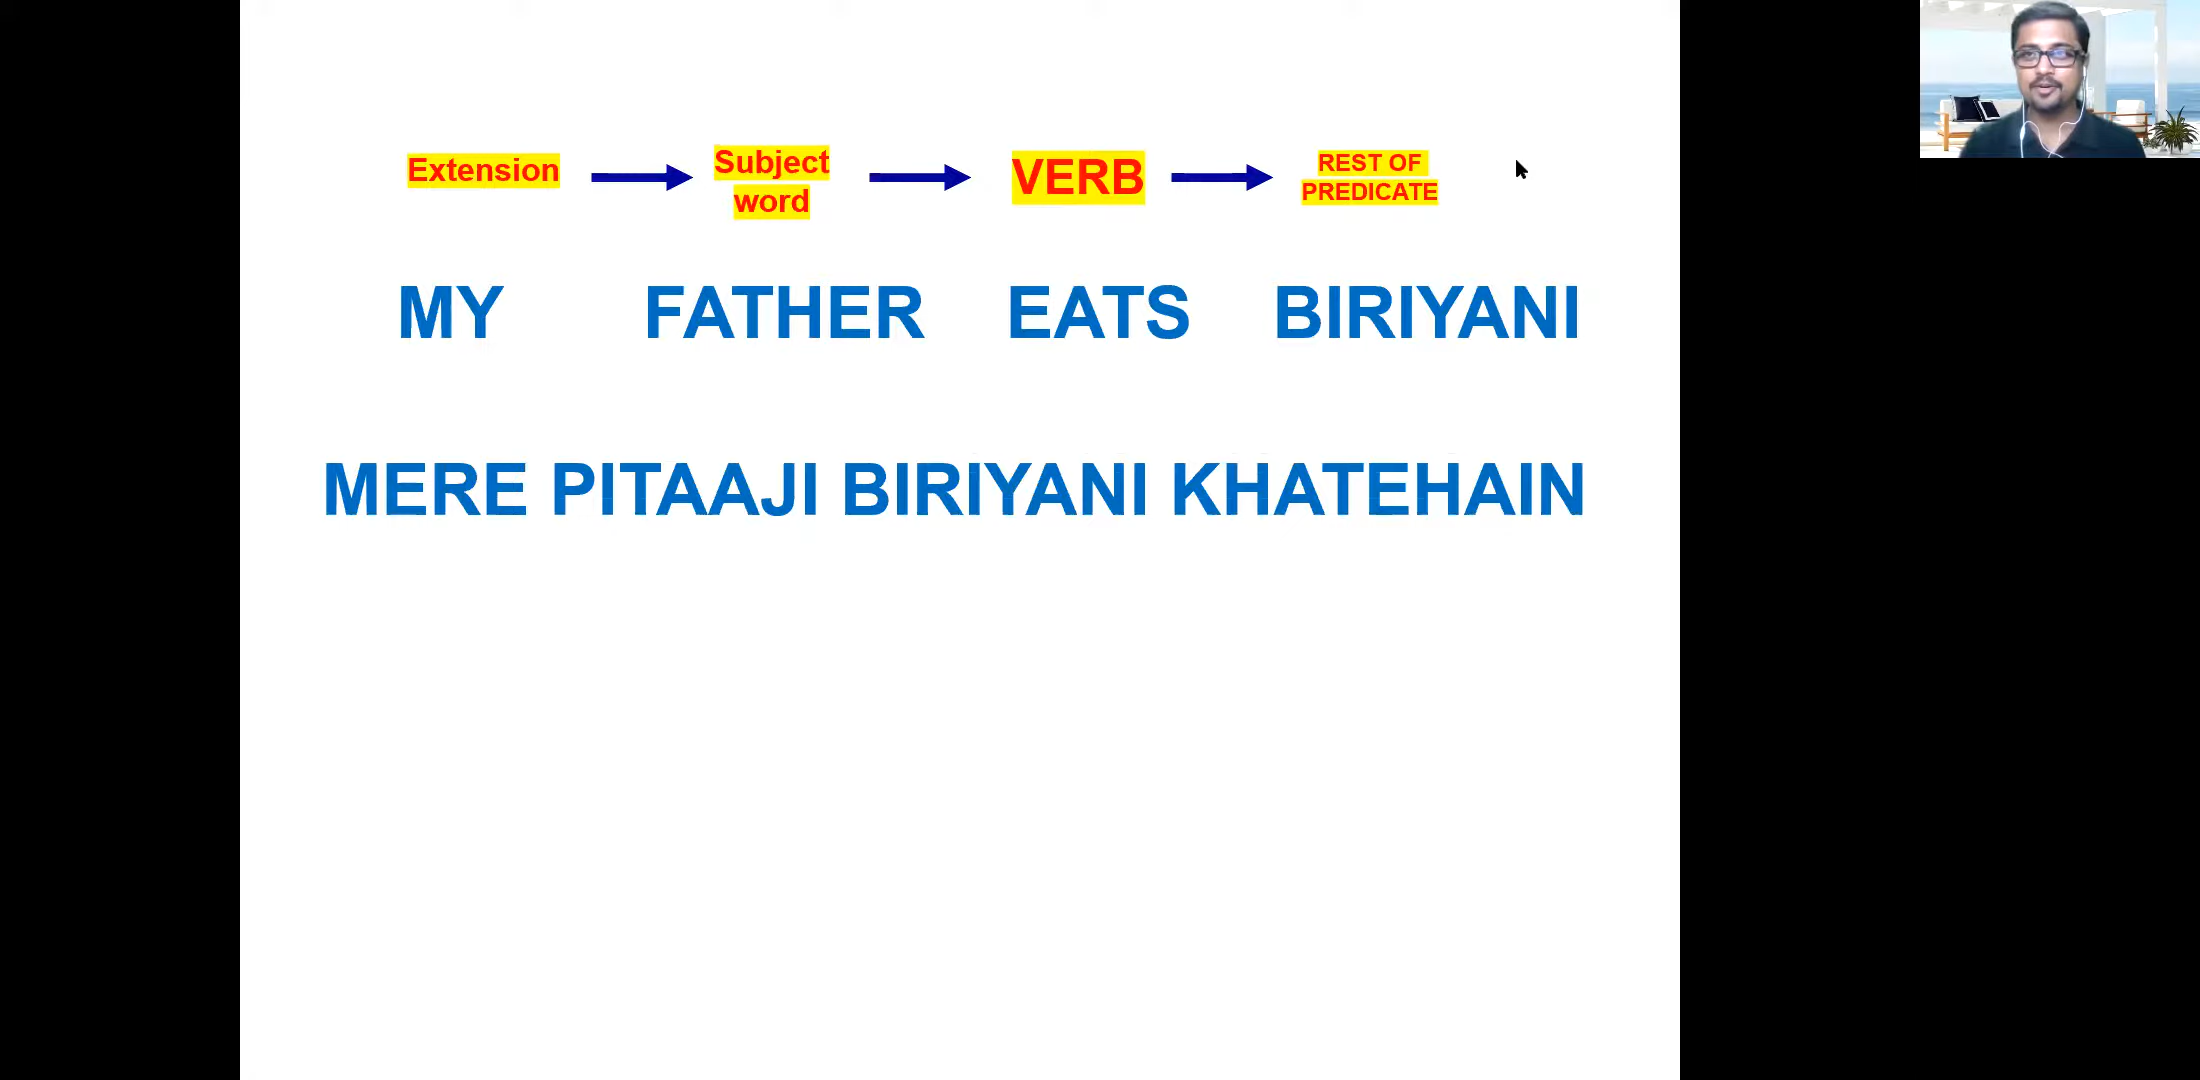 Extension
Subject
word
VERB
REST OF
PREDICATE
MY FATHER EATS BIRIYANI
MERE PITAAJI BIRIYANI KHATEHAIN